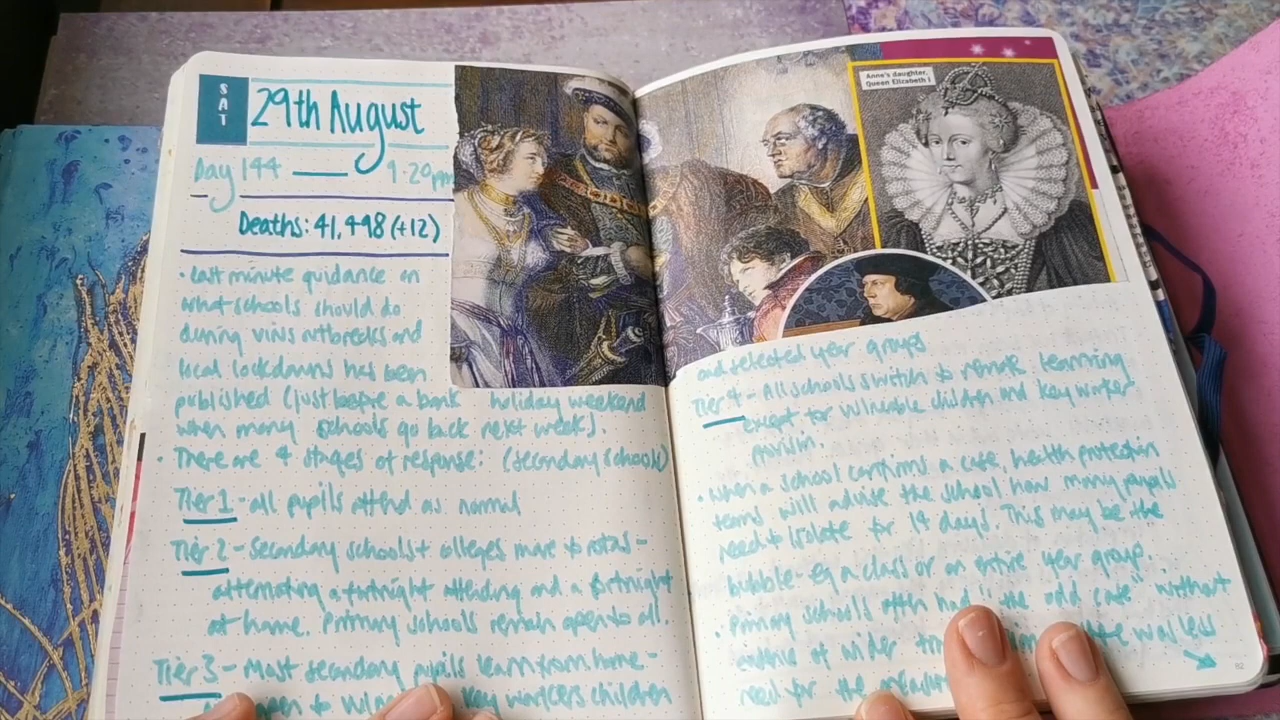 SAT
29th August
Day 144 — 9.20pm
Deaths: 41,498 (+12)
• Last minute guidance on
what schools should do
during virus outbreaks and
local lockdowns has been
published (just before a bank holiday weekend
when many schools go back next week).
• There are 4 stages of response: (secondary schools)
Tier 1 - all pupils attend as normal
Tier 2 - Secondary schools + colleges move to rotas -
alternating a fortnight attending and a fortnight
at home. Primary schools remain open to all.
Tier 3 - Most secondary pupils learn from home -
open to key workers children
Anne's daughter,
Queen Elizabeth I
and selected year groups
Tier 4 - All schools switch to remote learning
except for vulnerable children and key worker
provision.
• When a school confirms a case, health protection
teams will advise the school how many pupils
need to isolate for 14 days. This may be the
bubble - eg a class or an entire year group.
• Primary schools often had "the odd case" without
evidence of wider was less
need for the
82